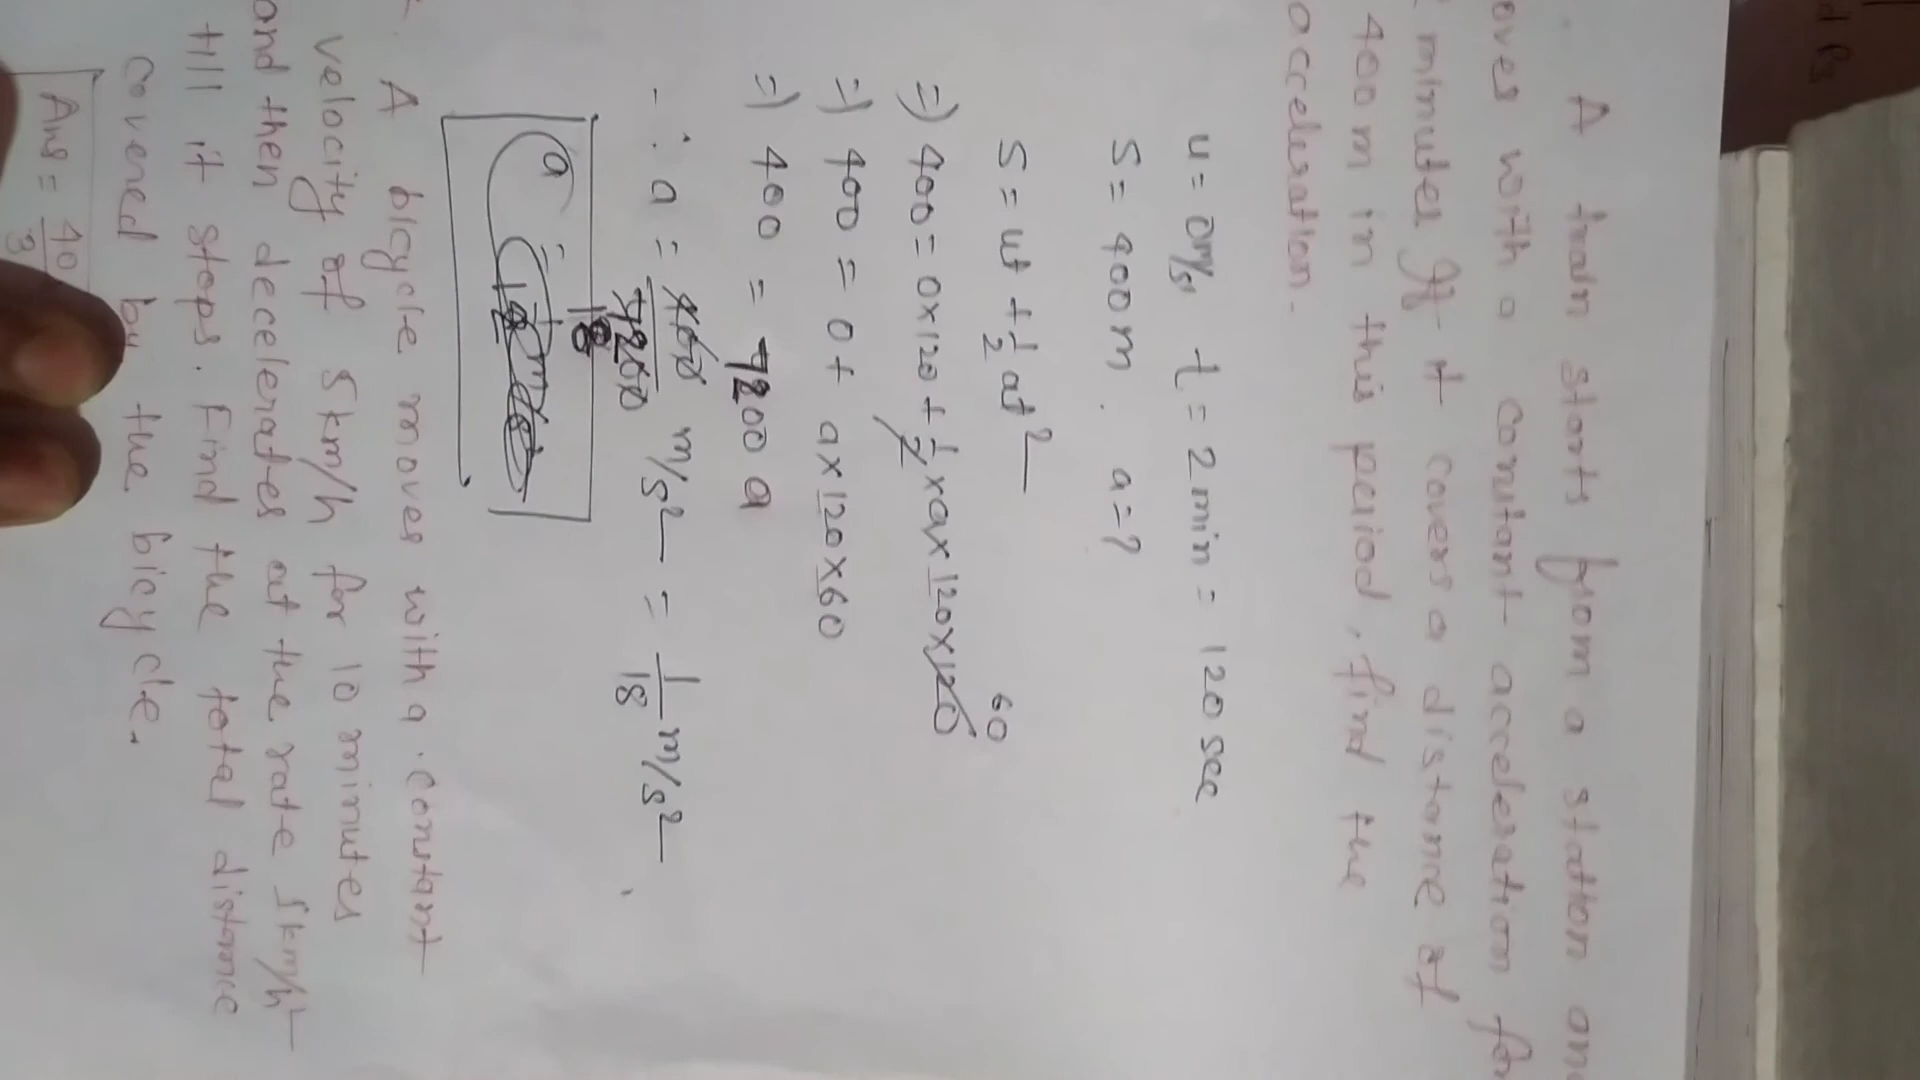 . A train starts from a station and
oves with a constant acceleration for
2 minutes. If it covers a distance of
400 m in this period, find the
acceleration.
u = 0 m/s, t = 2 min = 120 sec
S = 400 m . a = ?
S = ut + 1/2 at²
=) 400 = 0 x 120 + 1/2 x a x 120 x 120 60
=) 400 = 0 + a x 120 x 60
=) 400 = 7200 a
∴ a = 400/7200 m/s² = 1/18 m/s²
18
A bicycle moves with a constant
velocity of 5 km/h for 10 minutes
and then decelerates at the rate 5 km/h²
till it stops. Find the total distance
covered by the bicycle.
Ans = 40/3